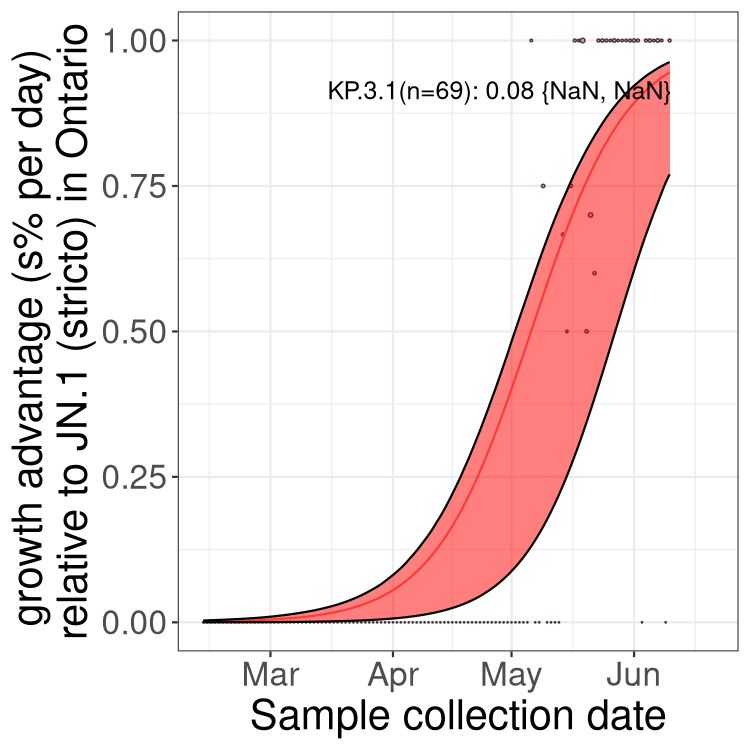 growth advantage (s% per day)
relative to JN.1 (stricto) in Ontario
1.00
0.75
0.50
0.25
0.00
KP.3.1(n=69): 0.08 {NaN, NaN}
Mar Apr May Jun
Sample collection date